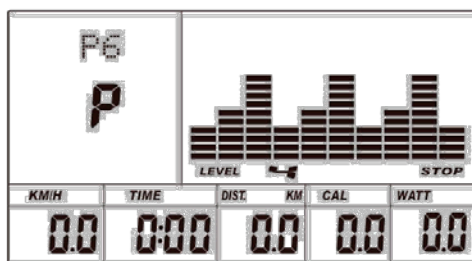 P6
P
LEVEL 4 STOP
KM/H TIME DIST. KM CAL WATT
0.0 0:00 0.0 0.0 0.0